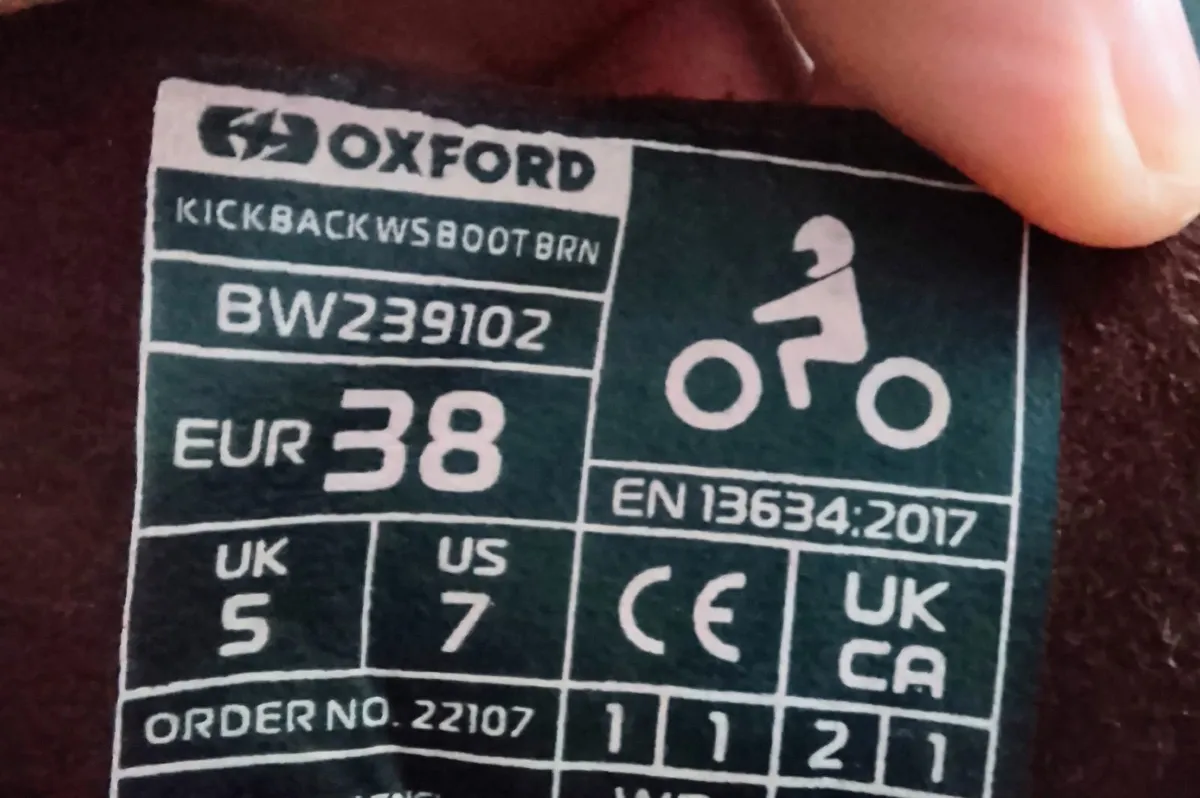 OXFORD
KICKBACK WS BOOT BRN
BW239102
EUR 38
EN 13634:2017
UK
5
US
7
CE
UK
CA
ORDER NO. 22107
1 1 2 1